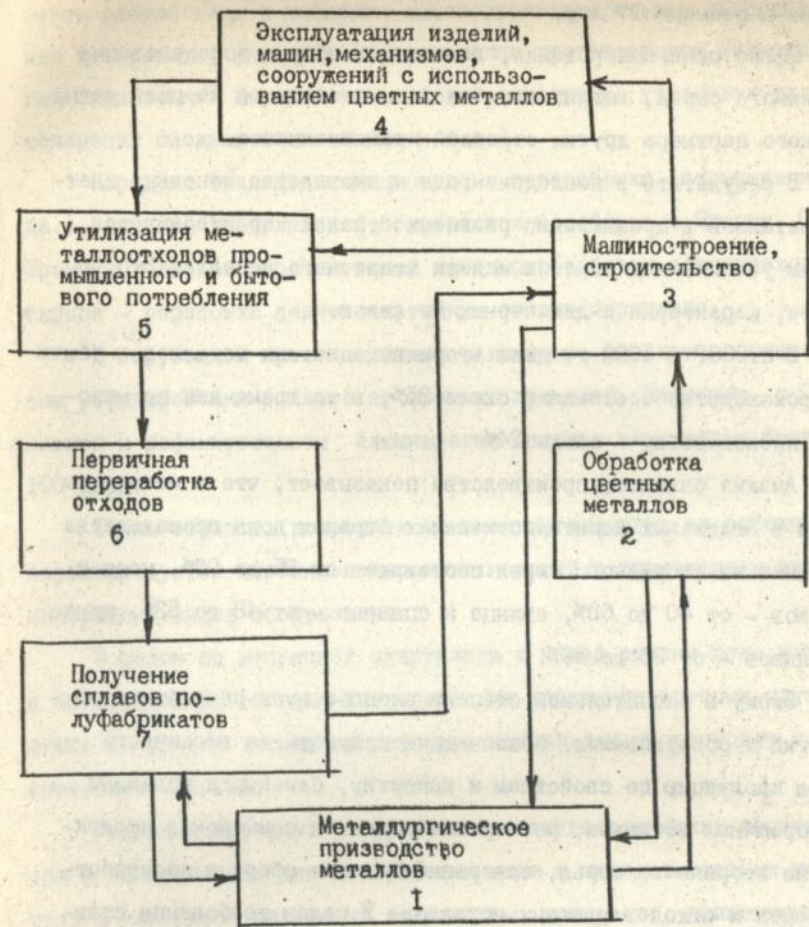 Эксплуатация изделий,
машин,механизмов,
сооружений с использо-
ванием цветных металлов
4
Утилизация ме-
таллоотходов про-
мышленного и быто-
вого потребления
5
Машиностроение,
строительство
3
Первичная
переработка
отходов
6
Обработка
цветных
металлов
2
Получение
сплавов по-
луфабрикатов
7
Металлургическое
призводство
металлов
I